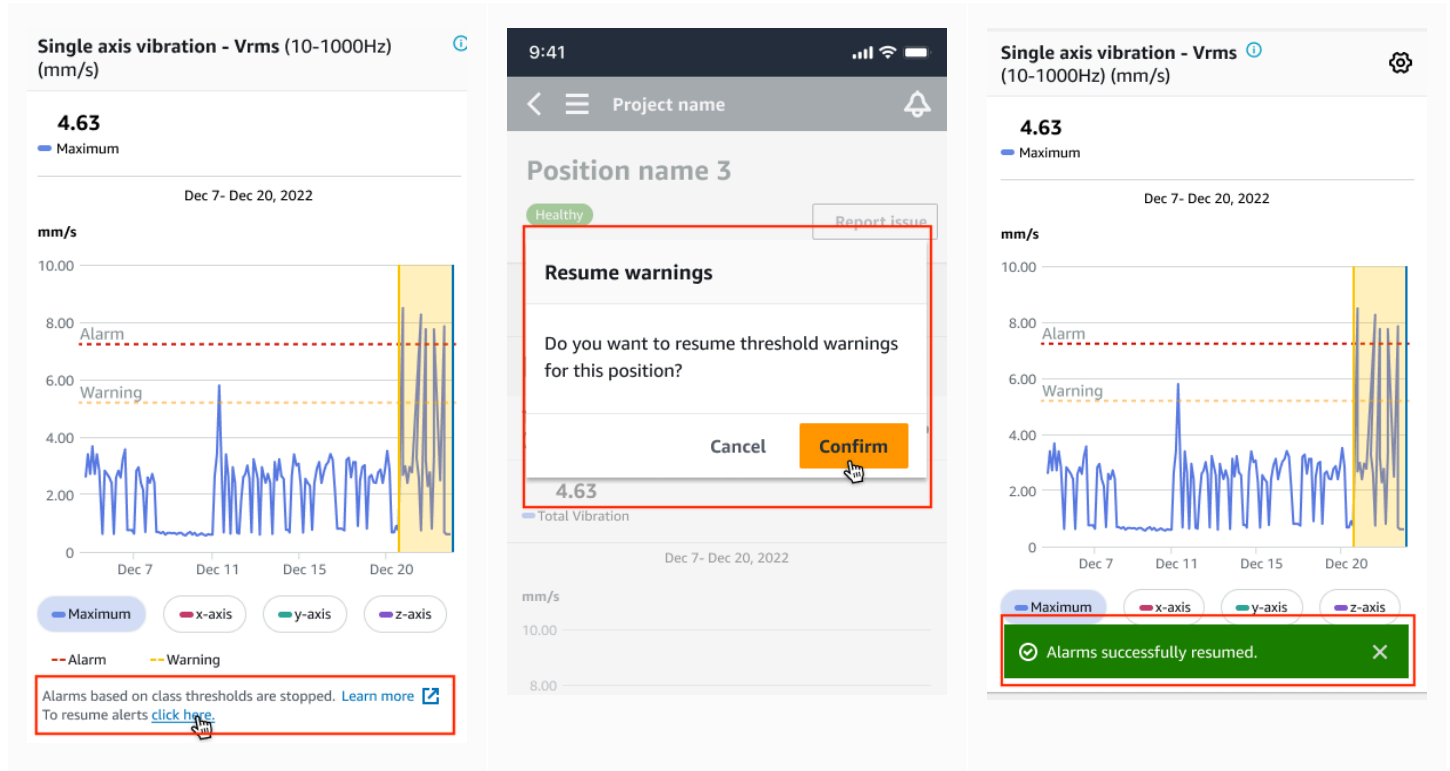 Single axis vibration - Vrms (10-1000Hz)
(mm/s)
4.63
Maximum
Dec 7- Dec 20, 2022
mm/s
10.00
8.00
Alarm
6.00
Warning
4.00
2.00
0
Dec 7 Dec 11 Dec 15 Dec 20
Maximum x-axis y-axis z-axis
Alarm Warning
Alarms based on class thresholds are stopped. Learn more
To resume alerts click here.
9:41
Project name
Position name 3
Healthy
Report issue
Resume warnings
Do you want to resume threshold warnings
for this position?
Cancel Confirm
4.63
Total Vibration
Dec 7- Dec 20, 2022
mm/s
10.00
8.00
Single axis vibration - Vrms
(10-1000Hz) (mm/s)
4.63
Maximum
Dec 7- Dec 20, 2022
mm/s
10.00
8.00
Alarm
6.00
Warning
4.00
2.00
0
Dec 7 Dec 11 Dec 15 Dec 20
Maximum x-axis y-axis z-axis
Alarms successfully resumed.